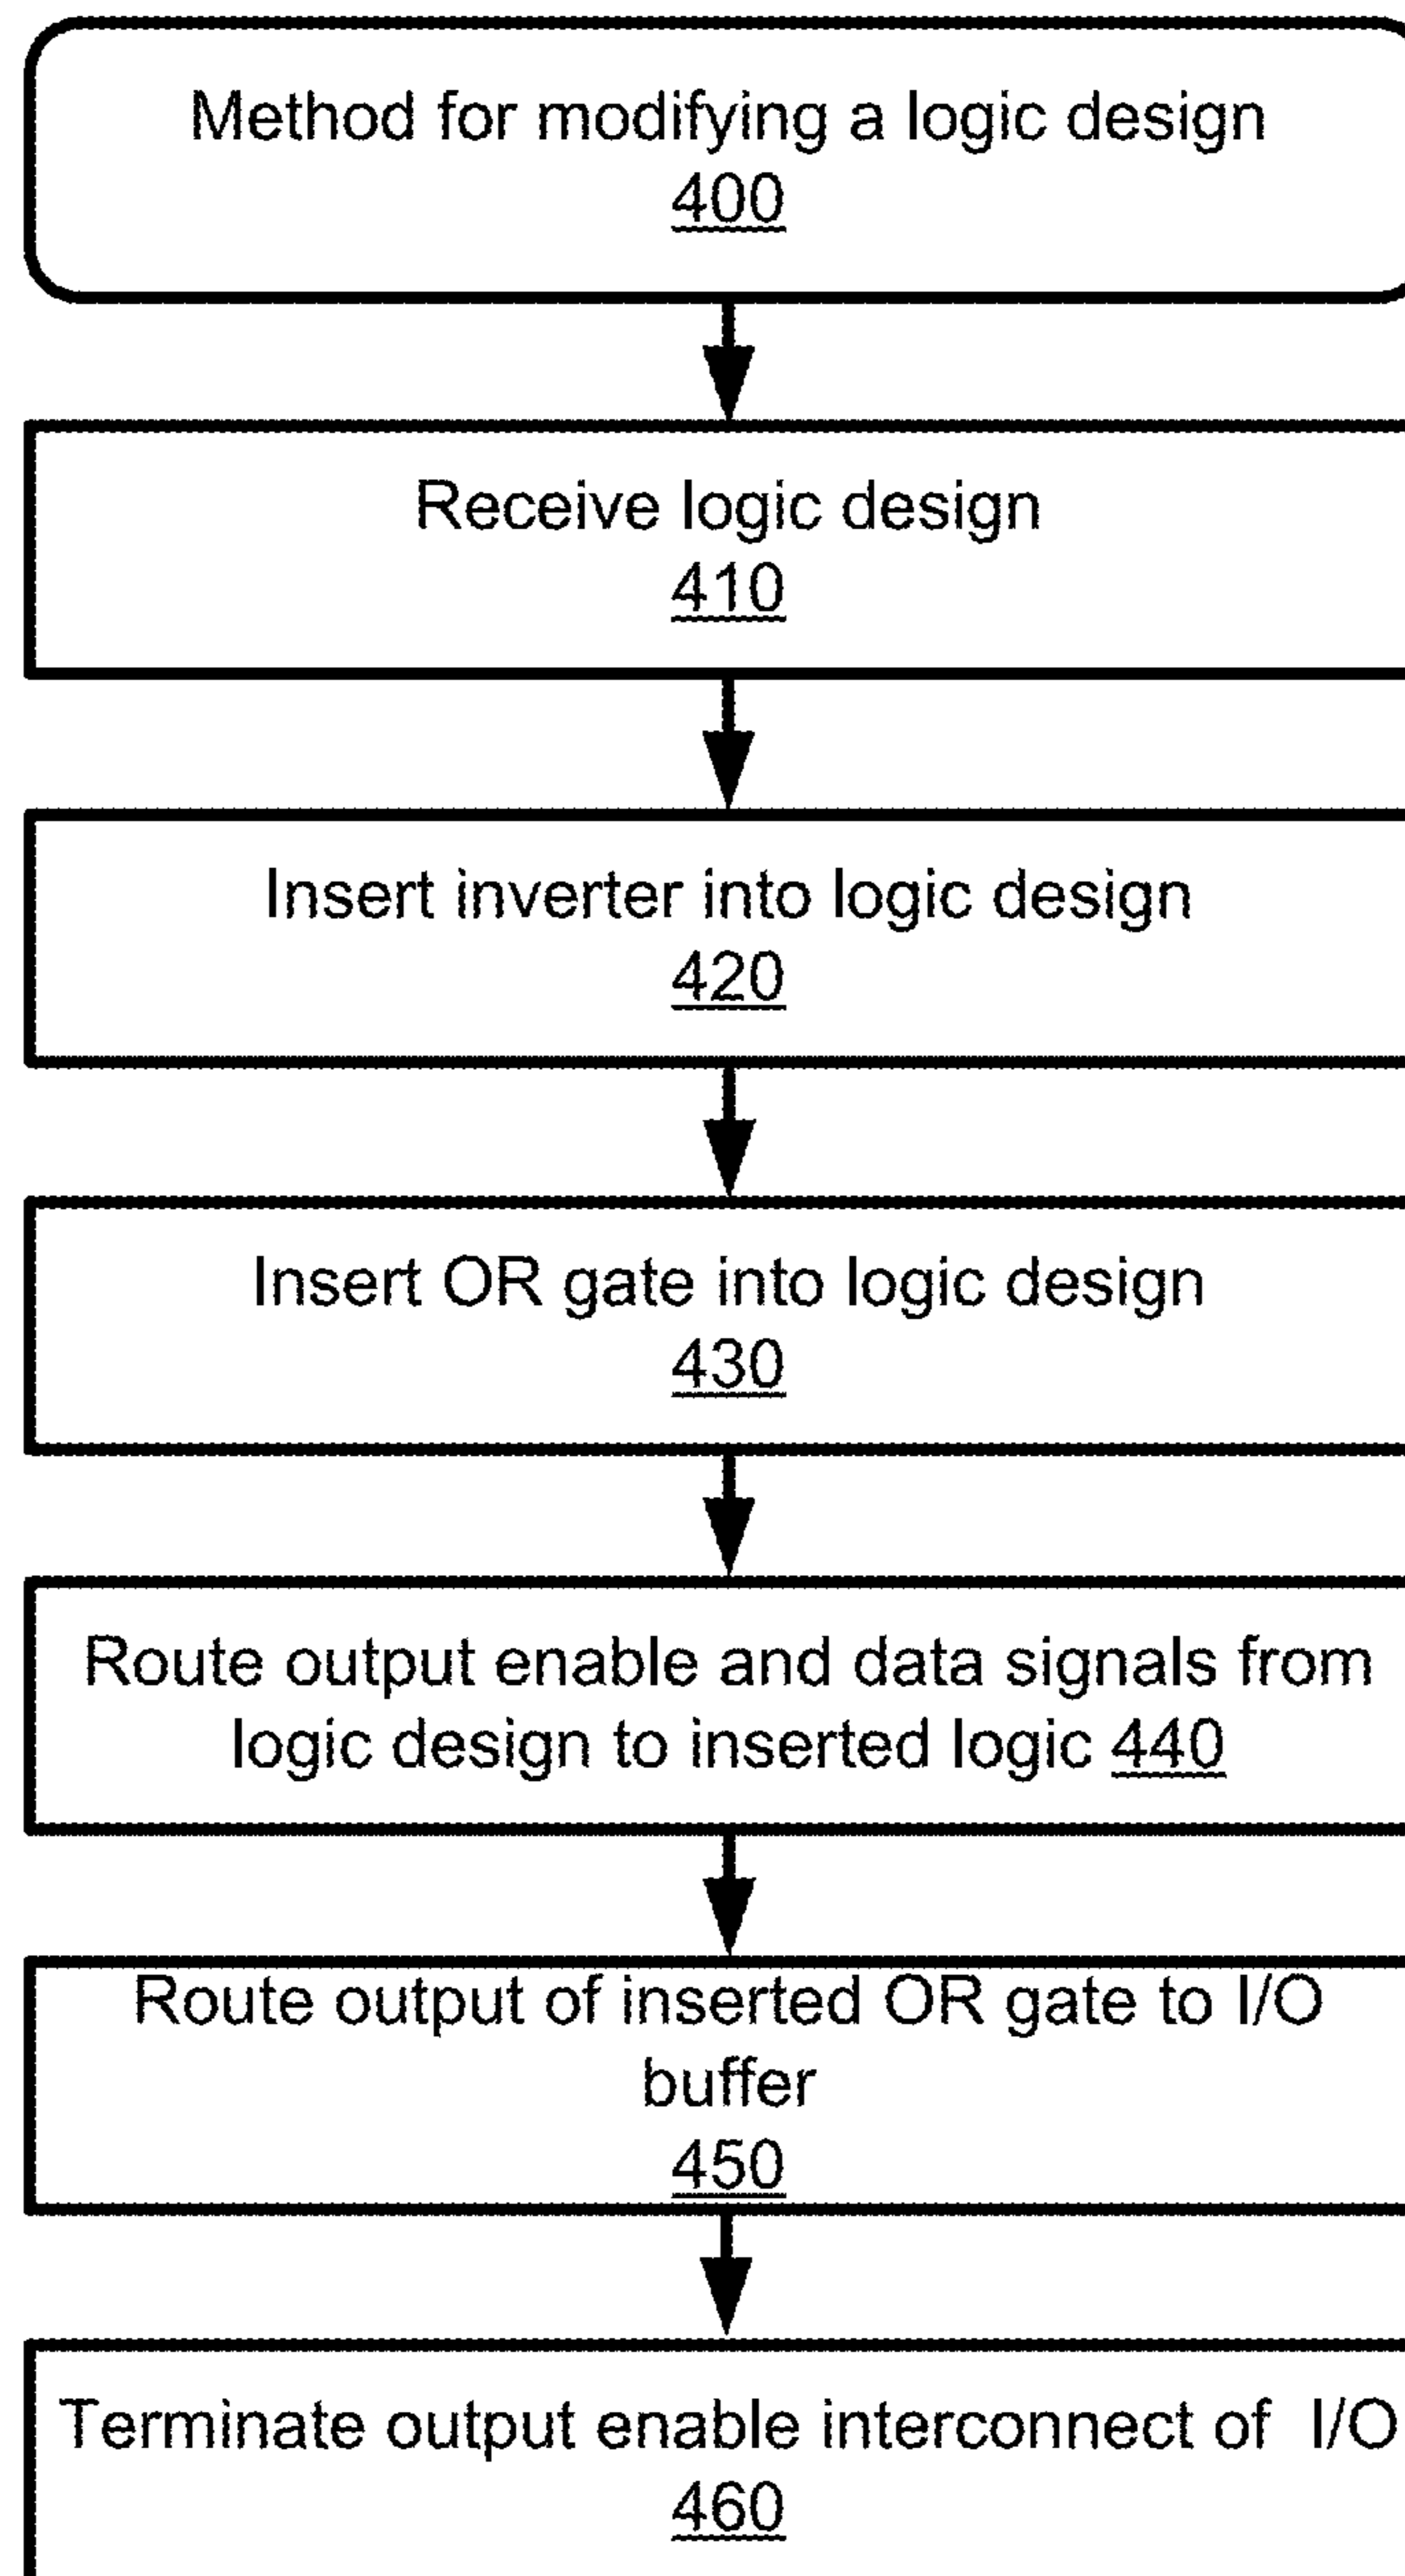 Method for modifying a logic design
400
Receive logic design
410
Insert inverter into logic design
420
Insert OR gate into logic design
430
Route output enable and data signals from
logic design to inserted logic 440
Route output of inserted OR gate to I/O
buffer
450
Terminate output enable interconnect of I/O
460